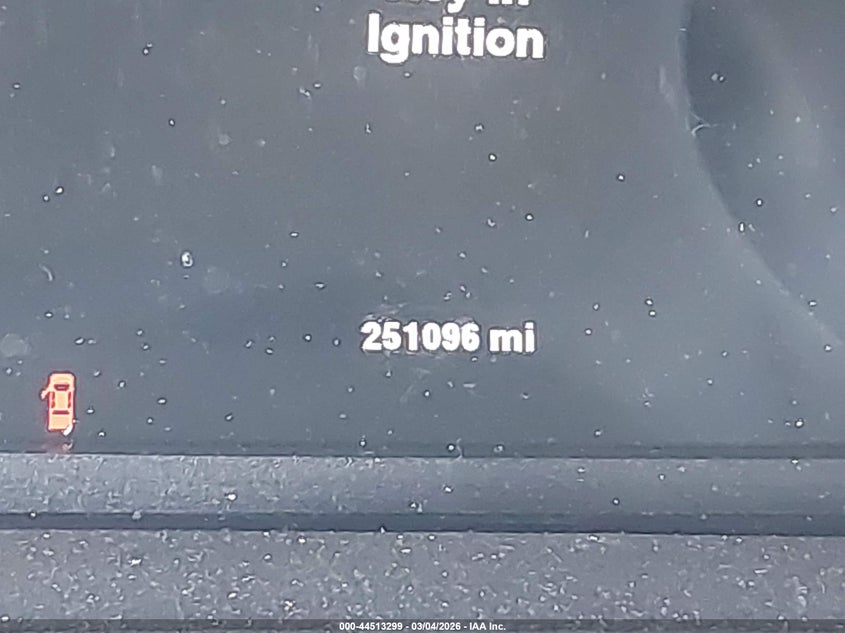 Ignition
251096 mi
000-44513299 - 03/04/2026 - IAA Inc.